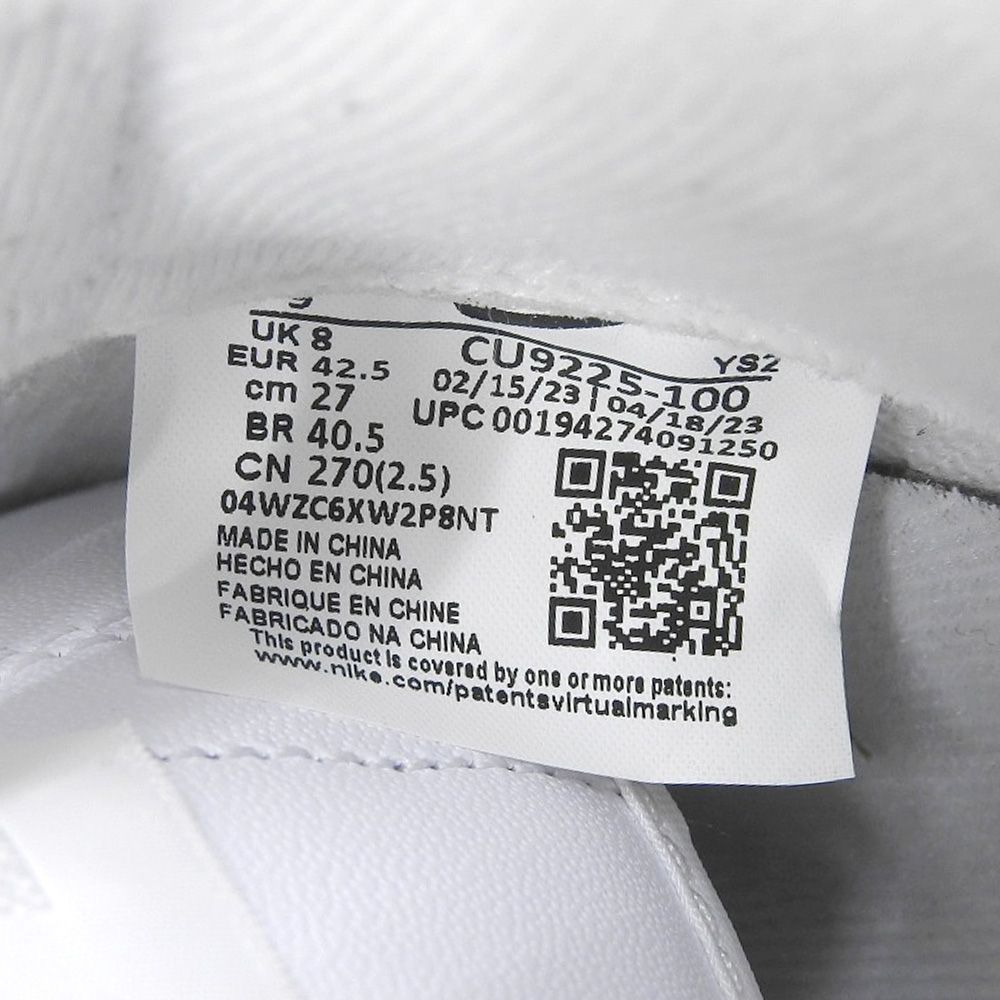 UK 8
EUR 42.5
cm 27
BR 40.5
CN 270(2.5)
YS2
CU9225-100
02/15/23 | 04/18/23
UPC 00194274091250
04WZC6XW2P8NT
MADE IN CHINA
HECHO EN CHINA
FABRIQUE EN CHINE
FABRICADO NA CHINA
This product is covered by one or more patents:
www.nike.com/patentsvirtualmarking